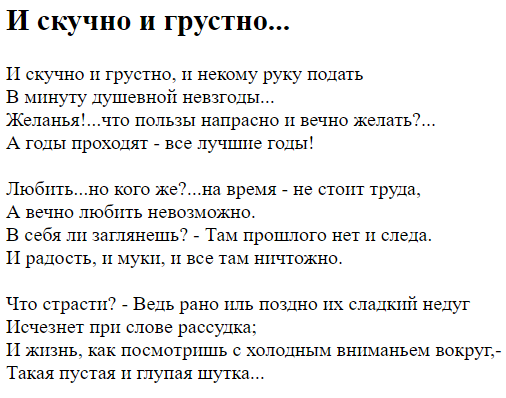 И скучно и грустно...
И скучно и грустно, и некому руку подать
В минуту душевной невзгоды...
Желанья!...что пользы напрасно и вечно желать?...
А годы проходят - все лучшие годы!
Любить...но кого же?...на время - не стоит труда,
А вечно любить невозможно.
В себя ли заглянешь? - Там прошлого нет и следа.
И радость, и муки, и все там ничтожно.
Что страсти? - Ведь рано иль поздно их сладкий недуг
Исчезнет при слове рассудка;
И жизнь, как посмотришь с холодным вниманьем вокруг,-
Такая пустая и глупая шутка...